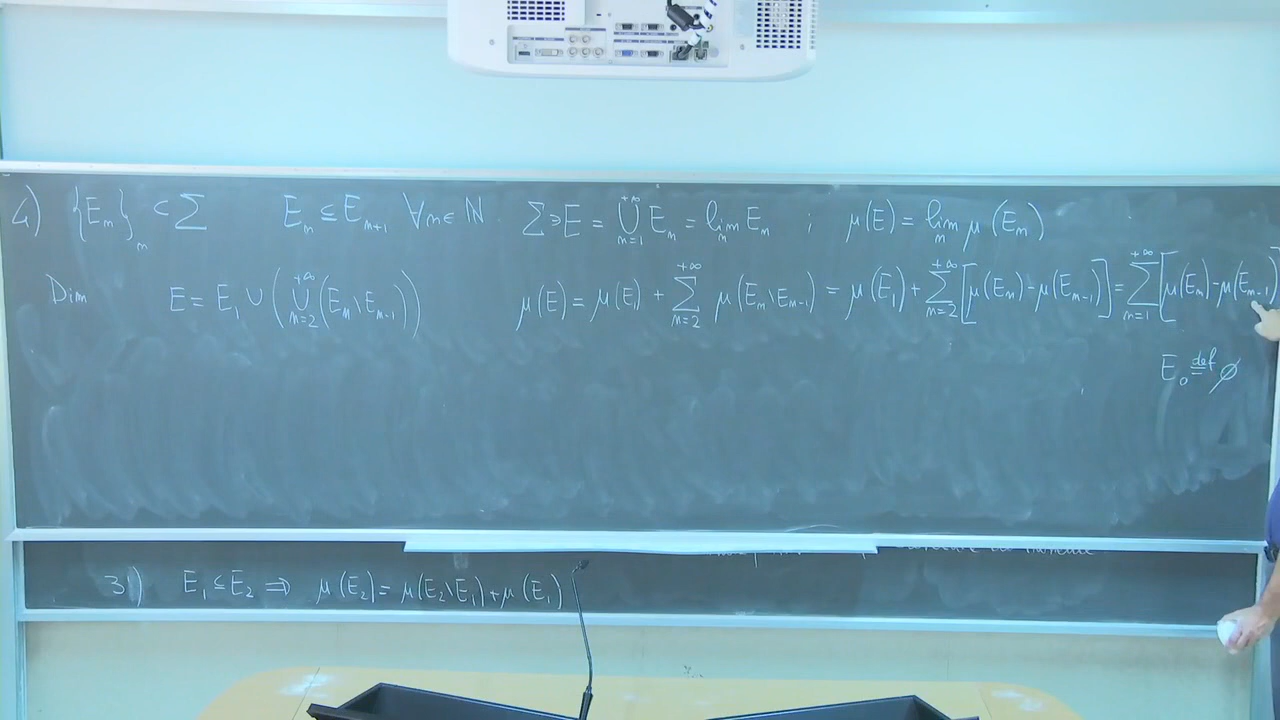 4) {E_n}_n ⊂ Σ   E_n ⊆ E_{n+1} ∀n∈ℕ   Σ∋E = ⋃_{n=1}^{+∞} E_n = lim_n E_n ; μ(E) = lim_n μ(E_n)
Dim   E = E_1 ∪ (⋃_{n=2}^{+∞} (E_n∖E_{n-1}))   μ(E) = μ(E_1) + ∑_{n=2}^{+∞} μ(E_n∖E_{n-1}) = μ(E_1) + ∑_{n=2}^{+∞} [μ(E_n) - μ(E_{n-1})] = ∑_{n=1}^{+∞} [μ(E_n) - μ(E_{n-1})]
E_0 ≝ ∅
3') E_1 ⊆ E_2 ⇒ μ(E_2) = μ(E_2∖E_1) + μ(E_1)